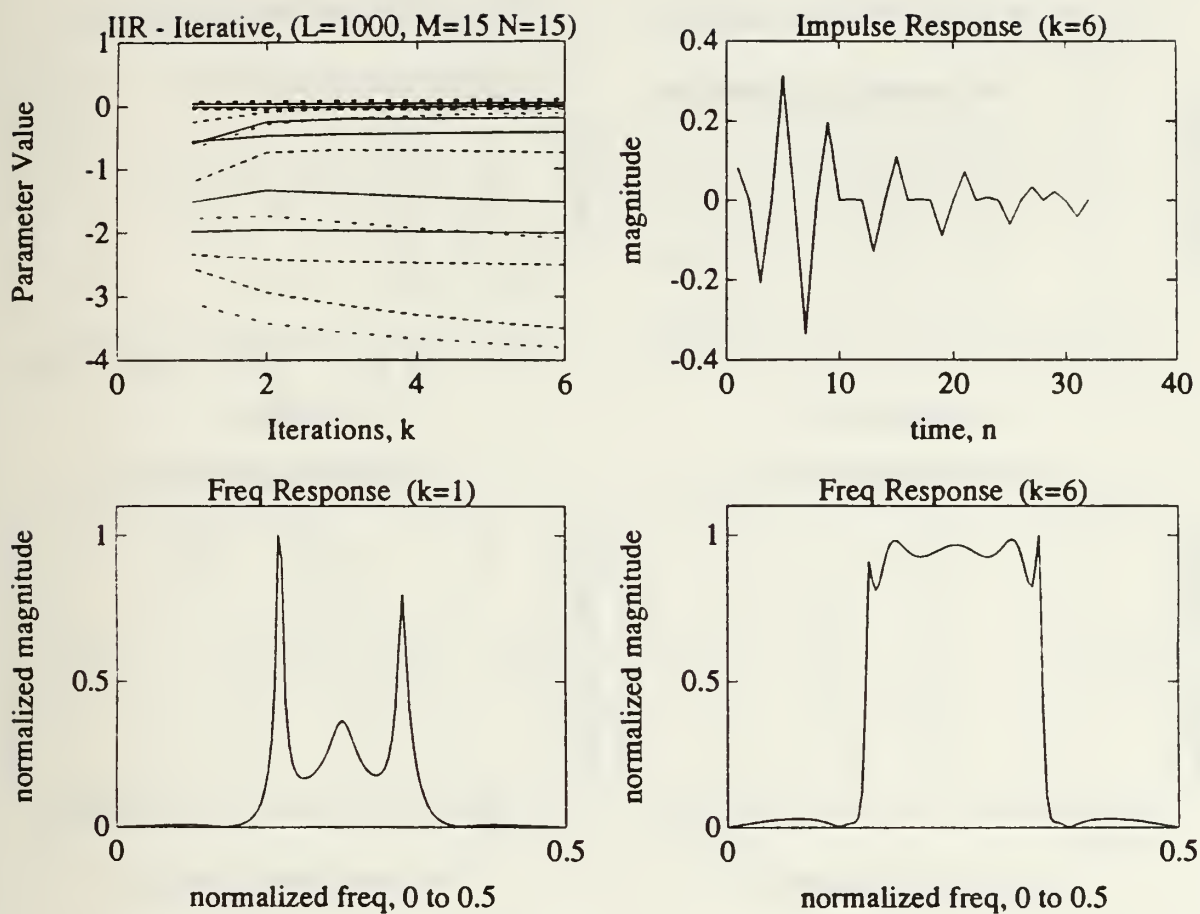 IIR - Iterative, (L=1000, M=15 N=15)
1
0
-1
-2
-3
-4
Parameter Value
0
2
4
6
Iterations, k
Impulse Response (k=6)
0.4
0.2
0
-0.2
-0.4
magnitude
0
10
20
30
40
time, n
Freq Response (k=1)
1
0.5
0
normalized magnitude
0
0.5
normalized freq, 0 to 0.5
Freq Response (k=6)
1
0.5
0
normalized magnitude
0
0.5
normalized freq, 0 to 0.5